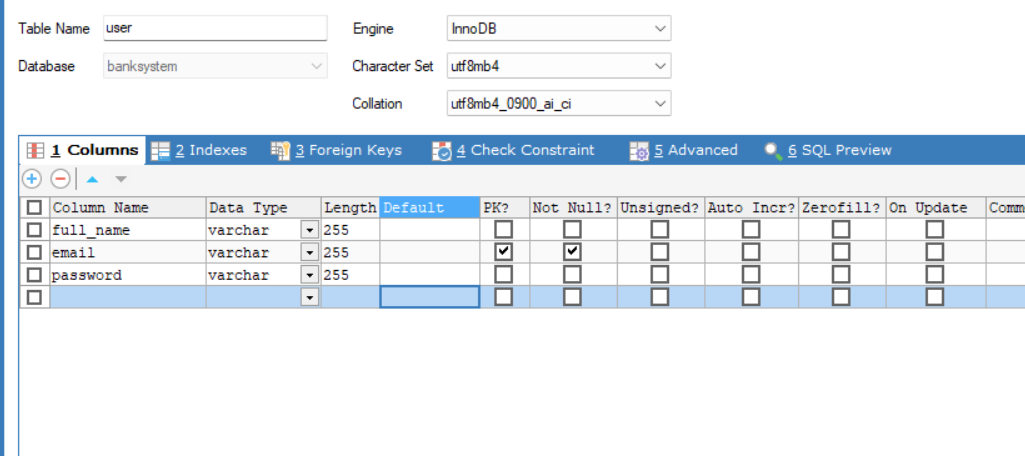 Table Name user Engine InnoDB
Database banksystem Character Set utf8mb4
Collation utf8mb4_0900_ai_ci
1 Columns 2 Indexes 3 Foreign Keys 4 Check Constraint 5 Advanced 6 SQL Preview
Column Name Data Type Length Default PK? Not Null? Unsigned? Auto Incr? Zerofill? On Update
full_name varchar 255
email varchar 255
password varchar 255